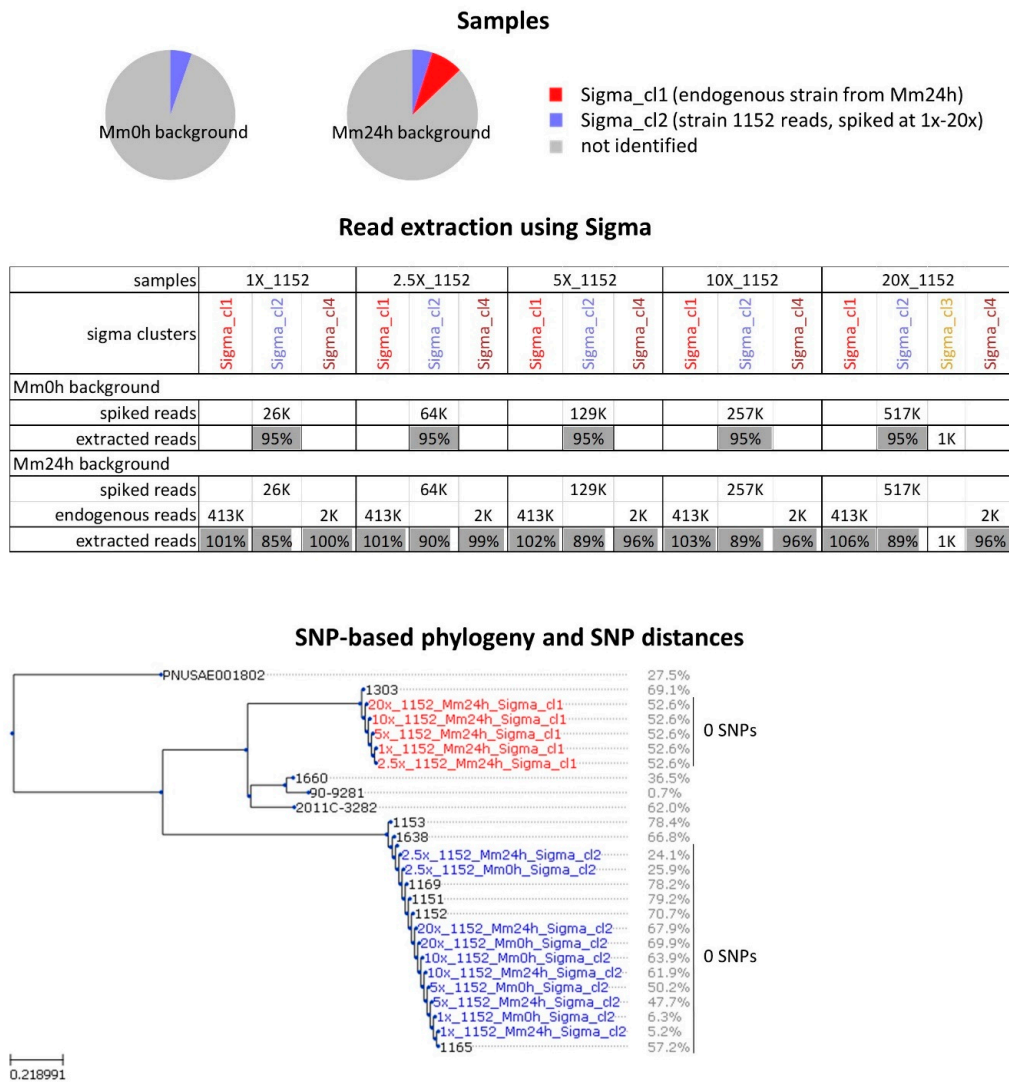 Samples
Mm0h background
Mm24h background
Sigma_cl1 (endogenous strain from Mm24h)
Sigma_cl2 (strain 1152 reads, spiked at 1x-20x)
not identified
Read extraction using Sigma
samples 1X_1152 2.5X_1152 5X_1152 10X_1152 20X_1152
sigma clusters Sigma_cl1 Sigma_cl2 Sigma_cl4 Sigma_cl1 Sigma_cl2 Sigma_cl4 Sigma_cl1 Sigma_cl2 Sigma_cl4 Sigma_cl1 Sigma_cl2 Sigma_cl4 Sigma_cl1 Sigma_cl2 Sigma_cl3 Sigma_cl4
Mm0h background
spiked reads 26K 64K 129K 257K 517K
extracted reads 95% 95% 95% 95% 95% 1K
Mm24h background
spiked reads 26K 64K 129K 257K 517K
endogenous reads 413K 2K 413K 2K 413K 2K 413K 2K 413K 2K
extracted reads 101% 85% 100% 101% 90% 99% 102% 89% 96% 103% 89% 96% 106% 89% 1K 96%
SNP-based phylogeny and SNP distances
PNUSAE001802 27.5%
1303 69.1%
20x_1152_Mm24h_Sigma_cl1 52.6%
10x_1152_Mm24h_Sigma_cl1 52.6%
5x_1152_Mm24h_Sigma_cl1 52.6%
1x_1152_Mm24h_Sigma_cl1 52.6%
2.5x_1152_Mm24h_Sigma_cl1 52.6%
0 SNPs
1660 36.5%
90-9281 0.7%
2011C-3282 62.0%
1153 78.4%
1638 66.8%
2.5x_1152_Mm24h_Sigma_cl2 24.1%
2.5x_1152_Mm0h_Sigma_cl2 25.9%
1169 78.2%
1151 79.2%
1152 70.7%
20x_1152_Mm24h_Sigma_cl2 67.9%
20x_1152_Mm0h_Sigma_cl2 69.9%
10x_1152_Mm0h_Sigma_cl2 63.9%
10x_1152_Mm24h_Sigma_cl2 61.9%
5x_1152_Mm0h_Sigma_cl2 50.2%
5x_1152_Mm24h_Sigma_cl2 47.7%
1x_1152_Mm0h_Sigma_cl2 6.3%
1x_1152_Mm24h_Sigma_cl2 5.2%
1165 57.2%
0 SNPs
0.218991